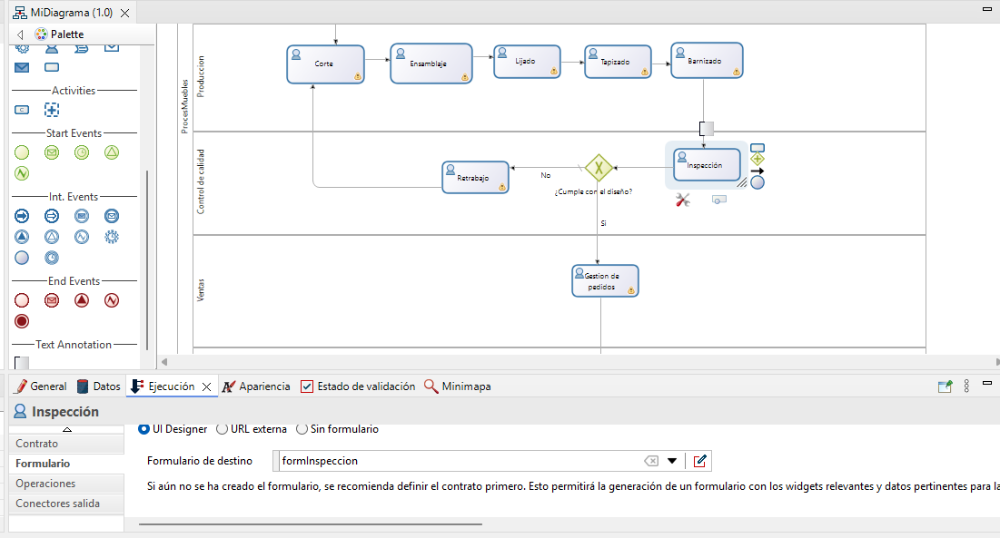 MiDiagrama (1.0)
Palette
Activities
Start Events
Int. Events
End Events
Text Annotation
ProcesMuebles
Produccion
Corte
Ensamblaje
Lijado
Tapizado
Barnizado
Control de calidad
Retrabajo
No
¿Cumple con el diseño?
Inspección
Si
Ventas
Gestion de
pedidos
General
Datos
Ejecución
Apariencia
Estado de validación
Minimapa
Inspección
Contrato
Formulario
Operaciones
Conectores salida
UI Designer
URL externa
Sin formulario
Formulario de destino
formInspeccion
Si aún no se ha creado el formulario, se recomienda definir el contrato primero. Esto permitirá la generación de un formulario con los widgets relevantes y datos pertinentes para la